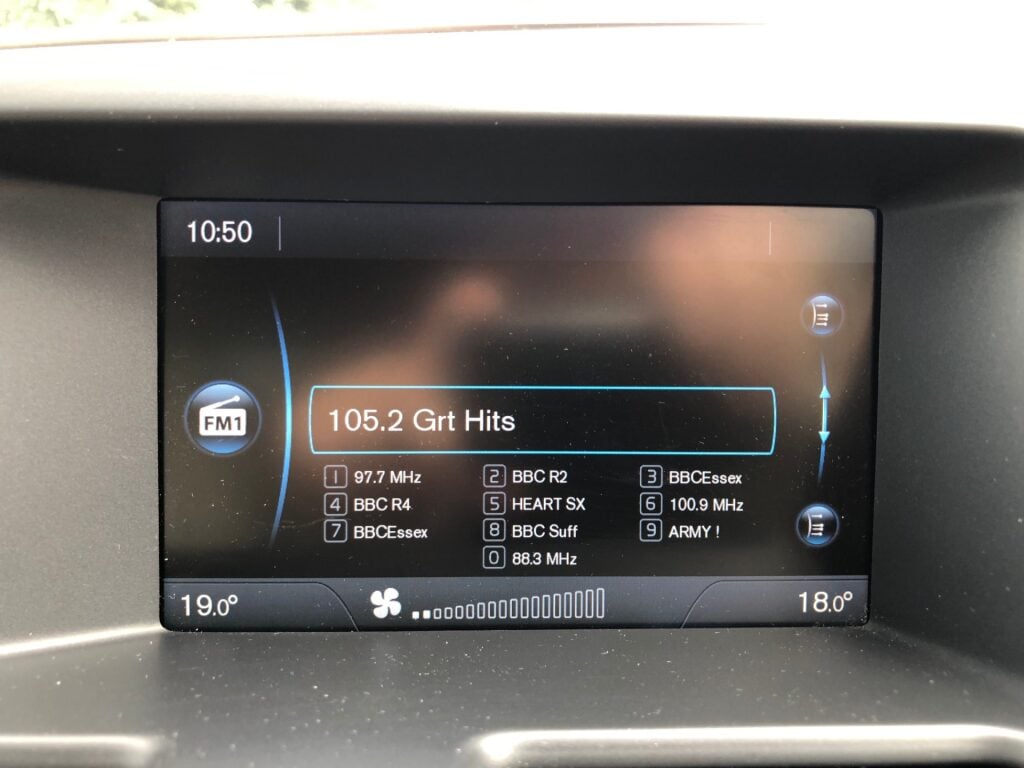 10:50
FM1
105.2 Grt Hits
1 97.7 MHz 2 BBC R2 3 BBCEssex
4 BBC R4 5 HEART SX 6 100.9 MHz
7 BBCEssex 8 BBC Suff 9 ARMY !
0 88.3 MHz
19.0° 18.0°